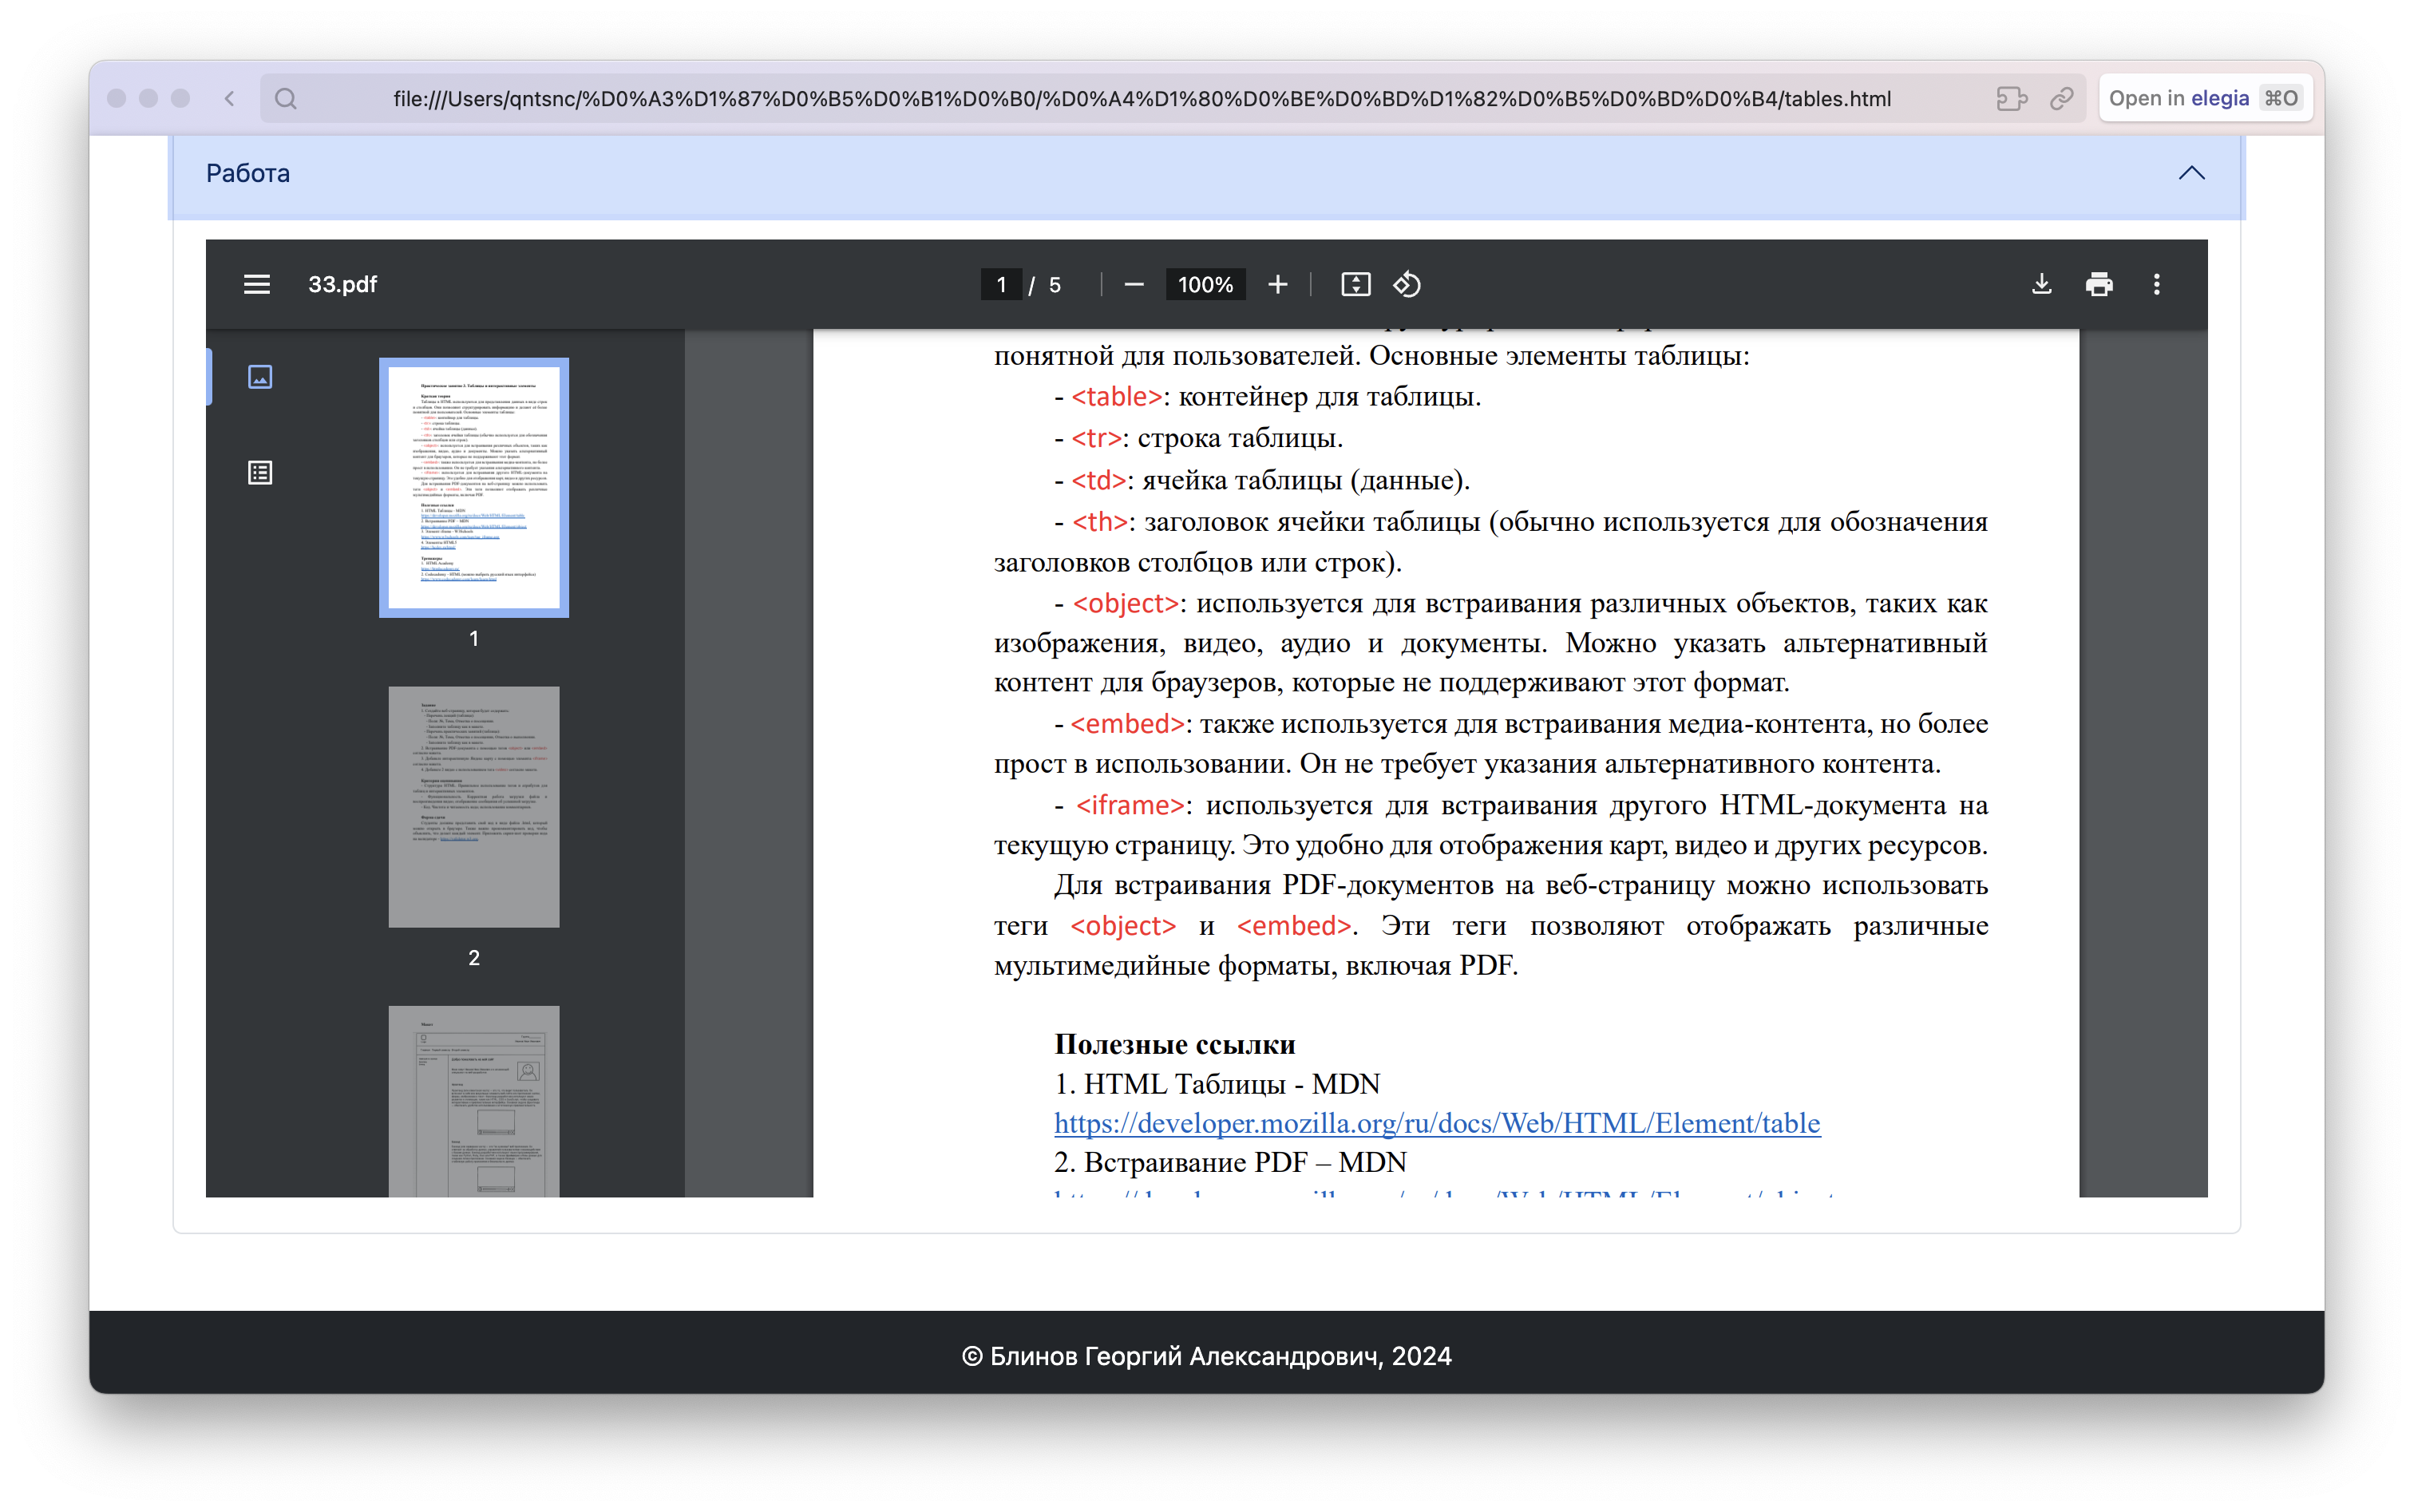 file:///Users/qntsnc/%D0%A3%D1%87%D0%B5%D0%B1%D0%B0/%D0%A4%D1%80%D0%BE%D0%BD%D1%82%D0%B5%D0%BD%D0%B4/tables.html
Open in elegia ⌘O
Работа
33.pdf
1 / 5
100%
1
2
понятной для пользователей. Основные элементы таблицы:
- <table>: контейнер для таблицы.
- <tr>: строка таблицы.
- <td>: ячейка таблицы (данные).
- <th>: заголовок ячейки таблицы (обычно используется для обозначения
заголовков столбцов или строк).
- <object>: используется для встраивания различных объектов, таких как
изображения, видео, аудио и документы. Можно указать альтернативный
контент для браузеров, которые не поддерживают этот формат.
- <embed>: также используется для встраивания медиа-контента, но более
прост в использовании. Он не требует указания альтернативного контента.
- <iframe>: используется для встраивания другого HTML-документа на
текущую страницу. Это удобно для отображения карт, видео и других ресурсов.
Для встраивания PDF-документов на веб-страницу можно использовать
теги <object> и <embed>. Эти теги позволяют отображать различные
мультимедийные форматы, включая PDF.
Полезные ссылки
1. HTML Таблицы - MDN
https://developer.mozilla.org/ru/docs/Web/HTML/Element/table
2. Встраивание PDF – MDN
© Блинов Георгий Александрович, 2024